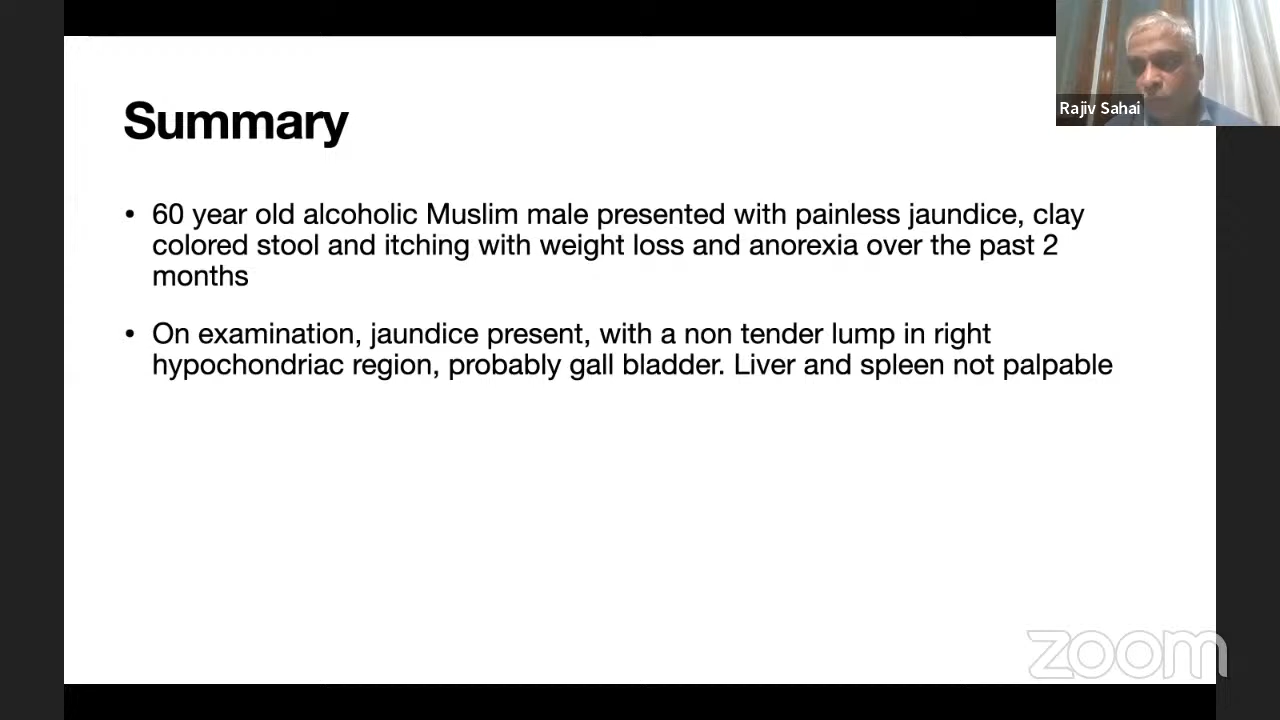 Rajiv Sahai
Summary
• 60 year old alcoholic Muslim male presented with painless jaundice, clay
colored stool and itching with weight loss and anorexia over the past 2
months
• On examination, jaundice present, with a non tender lump in right
hypochondriac region, probably gall bladder. Liver and spleen not palpable
zoom